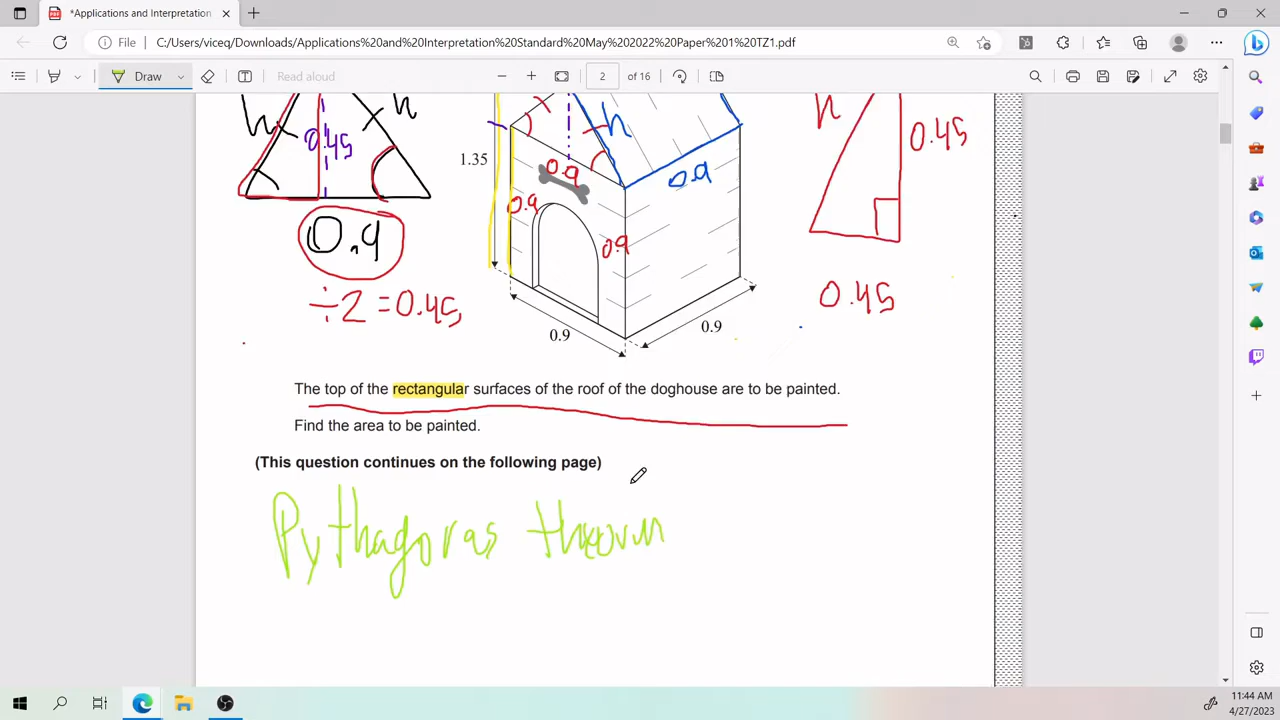 *Applications and Interpretation
File
C:/Users/viceq/Downloads/Applications%20and%20Interpretation%20Standard%20May%202022%20Paper%201%20TZ1.pdf
Draw
Read aloud
2
of 16
h
0.45
h
1.35
h
0.9
0.9
0.9
0.9
h
0.45
0.9
÷2 = 0.45
0.9
0.9
0.45
The top of the rectangular surfaces of the roof of the doghouse are to be painted.
Find the area to be painted.
(This question continues on the following page)
Pythagoras theorm
11:44 AM
4/27/2023